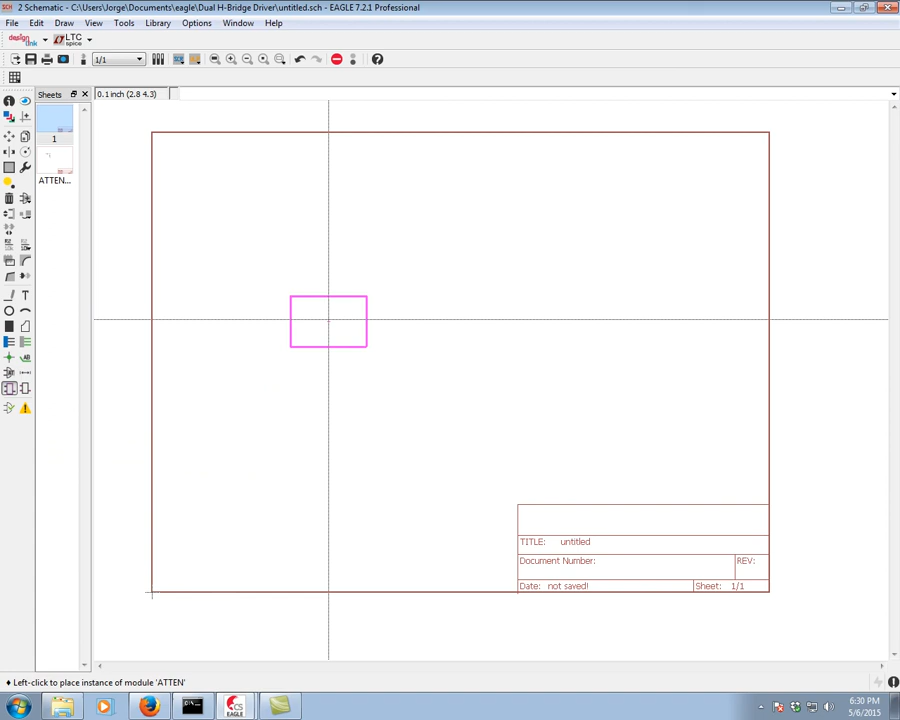 2 Schematic - C:\Users\Jorge\Documents\eagle\Dual H-Bridge Driver\untitled.sch - EAGLE 7.2.1 Professional
File Edit Draw View Tools Library Options Window Help
design link LTC spice
1/1
Sheets
0.1 inch (2.8 4.3)
1
ATTEN...
TITLE: untitled
Document Number:
REV:
Date: not saved!
Sheet: 1/1
Left-click to place instance of module 'ATTEN'
CS
EAGLE
6:30 PM
5/6/2015